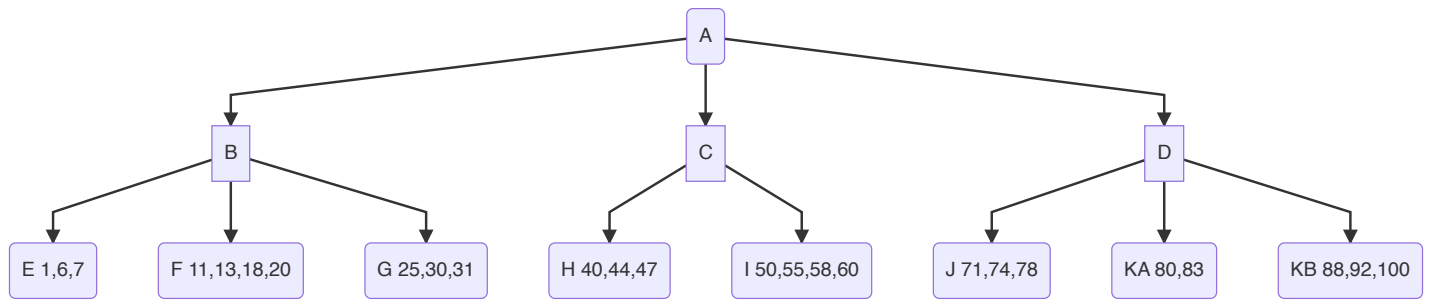 A
B
C
D
E 1,6,7
F 11,13,18,20
G 25,30,31
H 40,44,47
I 50,55,58,60
J 71,74,78
KA 80,83
KB 88,92,100